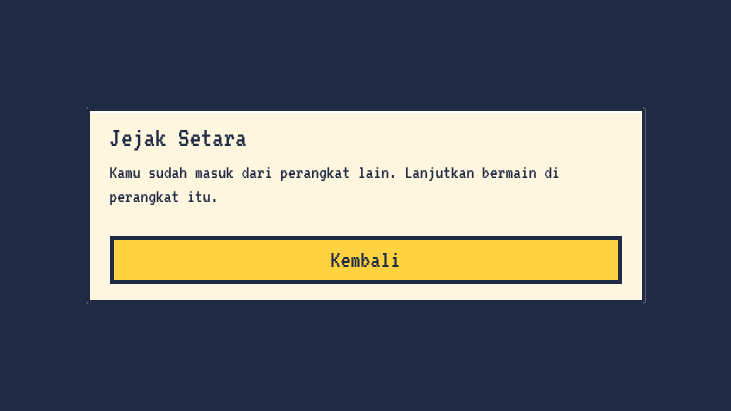 Jejak Setara
Kamu sudah masuk dari perangkat lain. Lanjutkan bermain di
perangkat itu.
Kembali